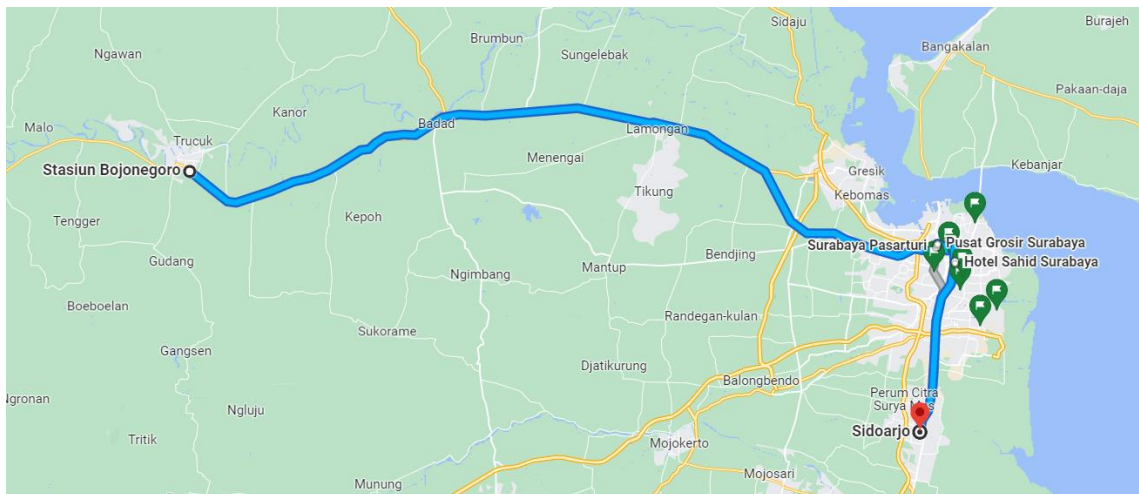 Sidaju
Burajeh
Brumbun
Bangakalan
Ngawan
Sungelebak
Pakaan-daja
Kanor
Malo
Badad
Lamongan
Trucuk
Menengai
Stasiun Bojonegoro
Gresik
Kebanjar
Kebomas
Tikung
Tengger
Kepoh
Surabaya Pasarturi
Pusat Grosir Surabaya
Bendjing
Gudang
Hotel Sahid Surabaya
Ngimbang
Mantup
Boeboelan
Randegan-kulan
Sukorame
Gangsen
Djatikurung
Balongbendo
Perum Citra
Surya Mas
Ngronan
Ngluju
Sidoarjo
Tritik
Mojokerto
Mojosari
Munung